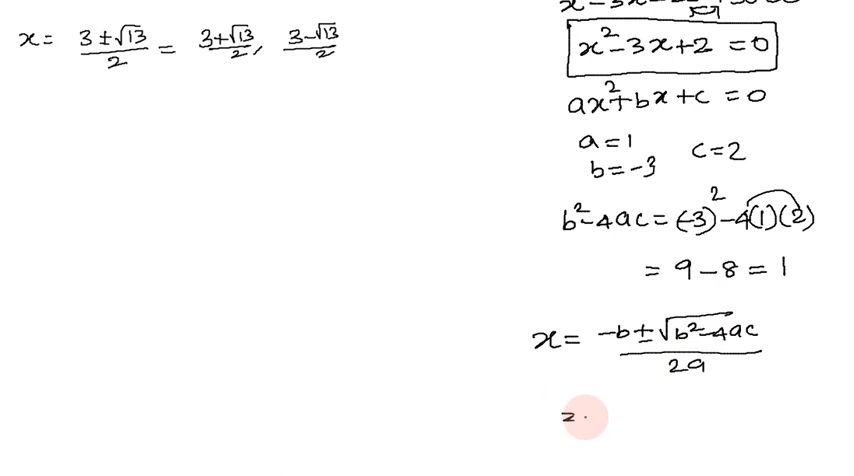 x = 3 ± √13 / 2 = 3+√13 / 2, 3−√13 / 2
x² − 3x + 2 = 0
ax² + bx + c = 0
a = 1
b = −3 c = 2
b² − 4ac = (−3)² − 4(1)(2)
= 9 − 8 = 1
x = −b ± √b² − 4ac / 2a
=